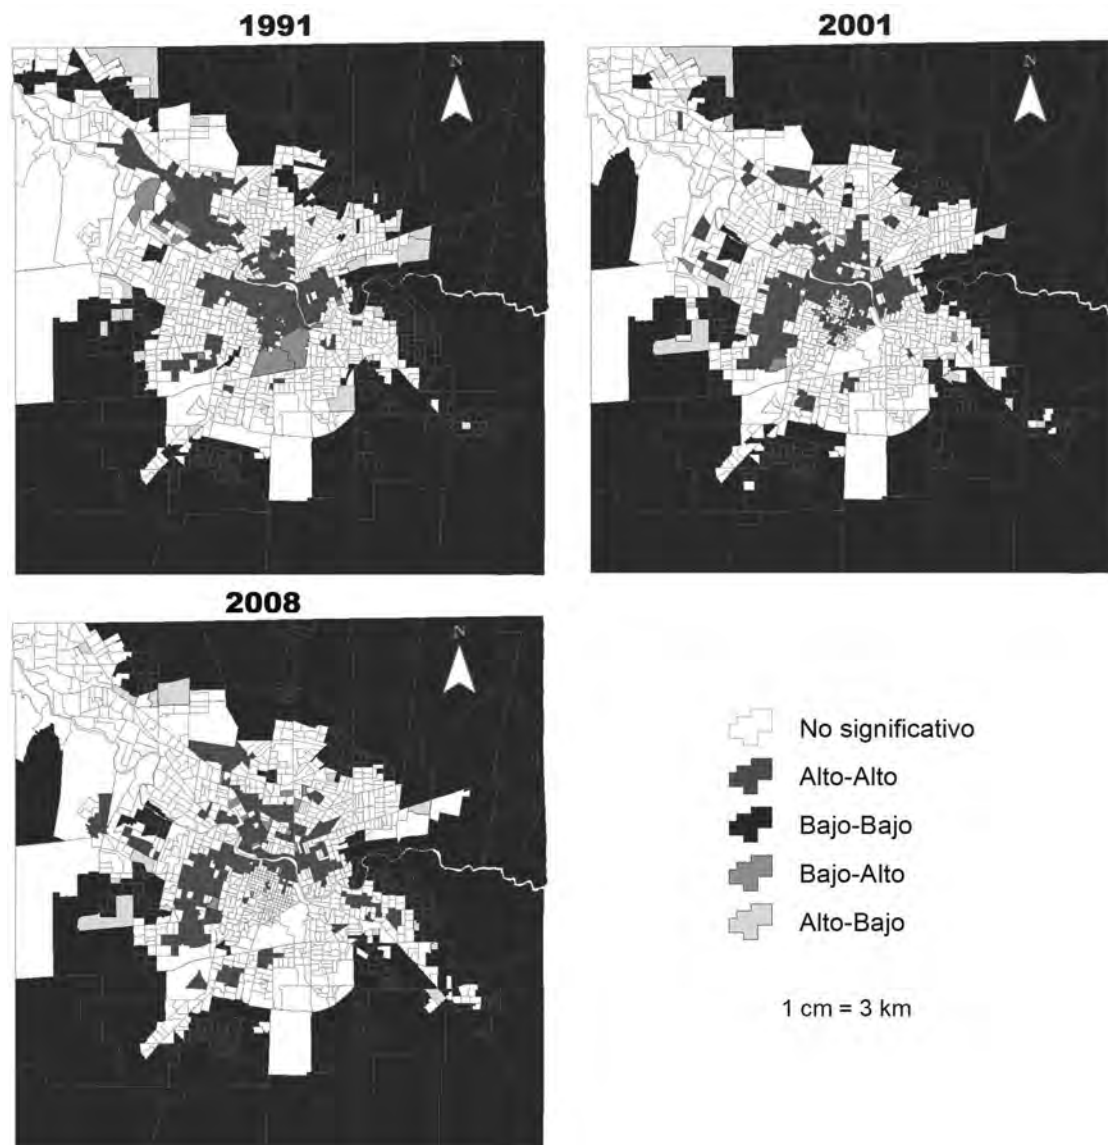 1991
2001
N
N
2008
N
No significativo
Alto-Alto
Bajo-Bajo
Bajo-Alto
Alto-Bajo
1 cm = 3 km